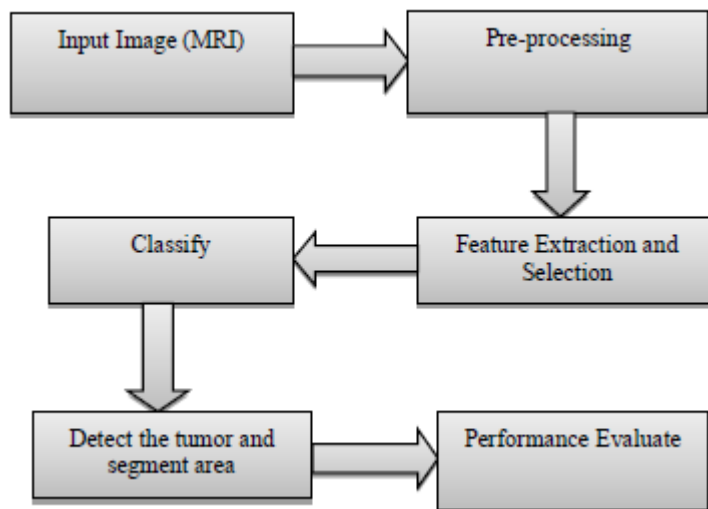 Input Image (MRI)
Pre-processing
Feature Extraction and
Selection
Classify
Detect the tumor and
segment area
Performance Evaluate